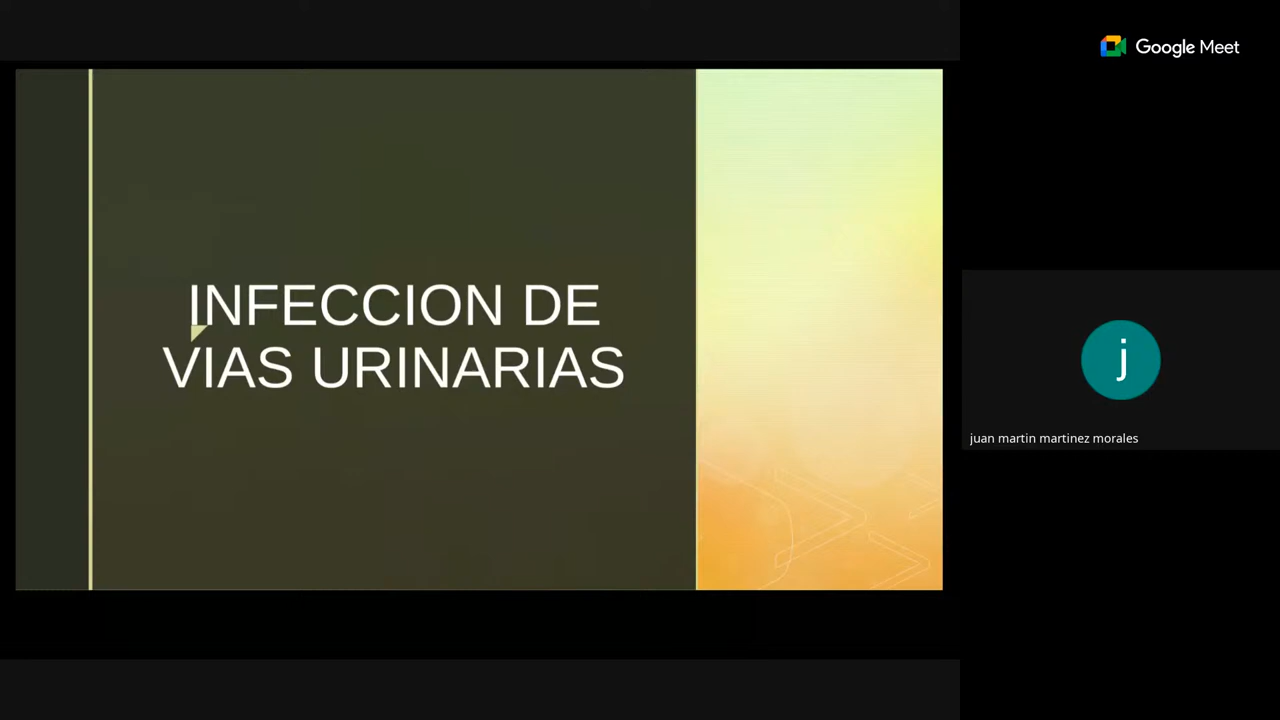 Google Meet
INFECCION DE
VIAS URINARIAS
j
juan martin martinez morales